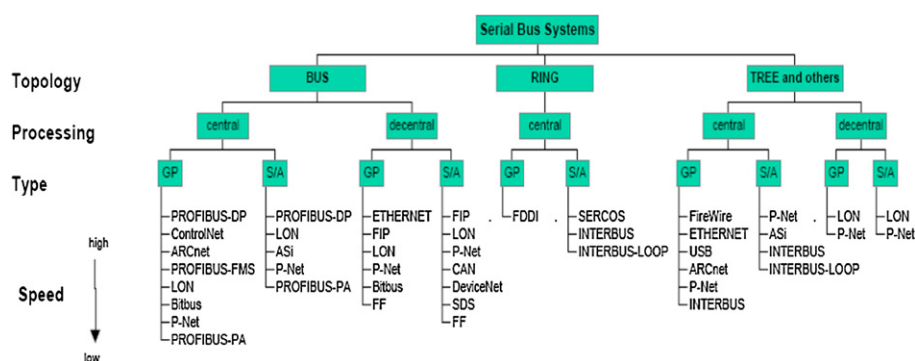 Serial Bus Systems
Topology BUS RING TREE and others
Processing central decentral central central decentral
Type GP S/A GP S/A GP S/A GP S/A GP S/A
PROFIBUS-DP PROFIBUS-DP ETHERNET FIP . FDDI . SERCOS FireWire P-Net . LON LON
high ControlNet LON FIP LON INTERBUS ETHERNET ASi P-Net P-Net
ARCnet ASi LON P-Net INTERBUS-LOOP USB INTERBUS
PROFIBUS-FMS P-Net P-Net CAN ARCnet INTERBUS-LOOP
Speed LON PROFIBUS-PA Bitbus DeviceNet P-Net
Bitbus FF SDS INTERBUS
P-Net FF
PROFIBUS-PA
low